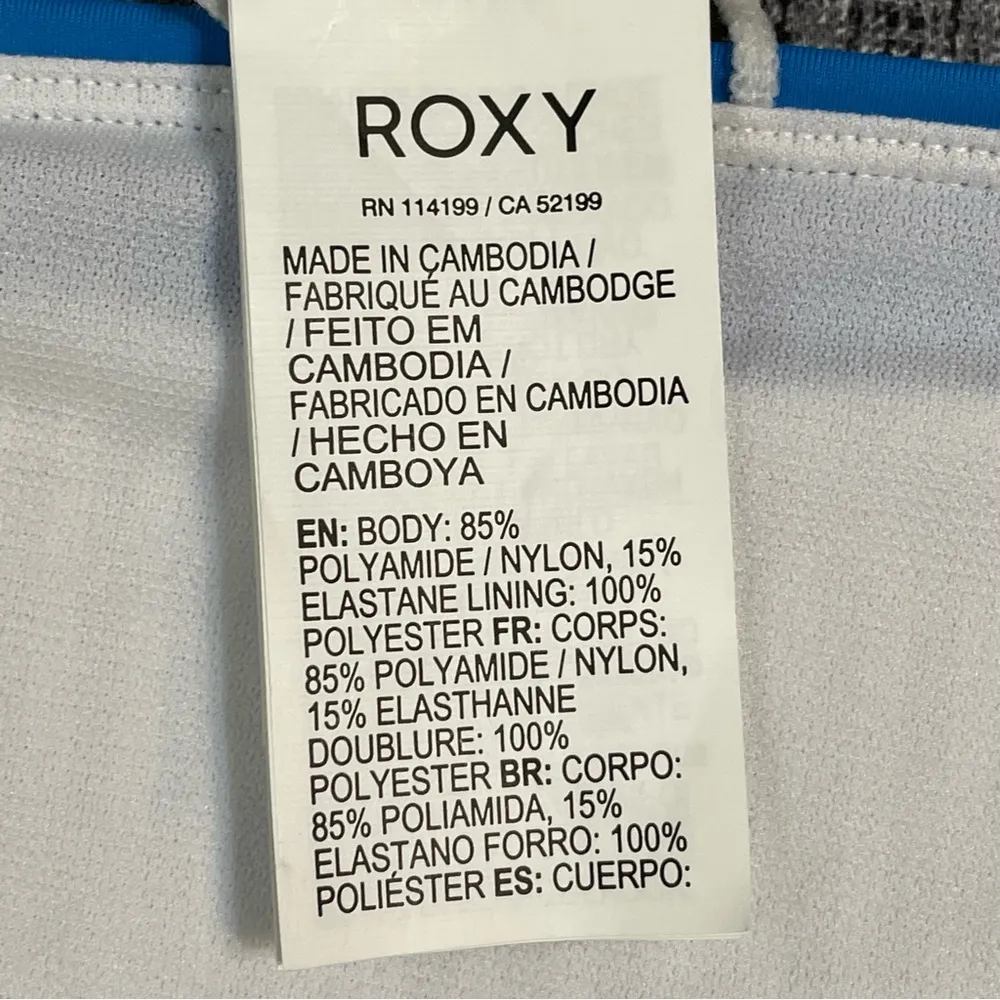 ROXY
RN 114199 / CA 52199
MADE IN CAMBODIA /
FABRIQUÉ AU CAMBODGE
/ FEITO EM
CAMBODIA /
FABRICADO EN CAMBODIA
/ HECHO EN
CAMBOYA
EN: BODY: 85%
POLYAMIDE / NYLON, 15%
ELASTANE LINING: 100%
POLYESTER FR: CORPS:
85% POLYAMIDE / NYLON,
15% ELASTHANNE
DOUBLURE: 100%
POLYESTER BR: CORPO:
85% POLIAMIDA, 15%
ELASTANO FORRO: 100%
POLIÉSTER ES: CUERPO: